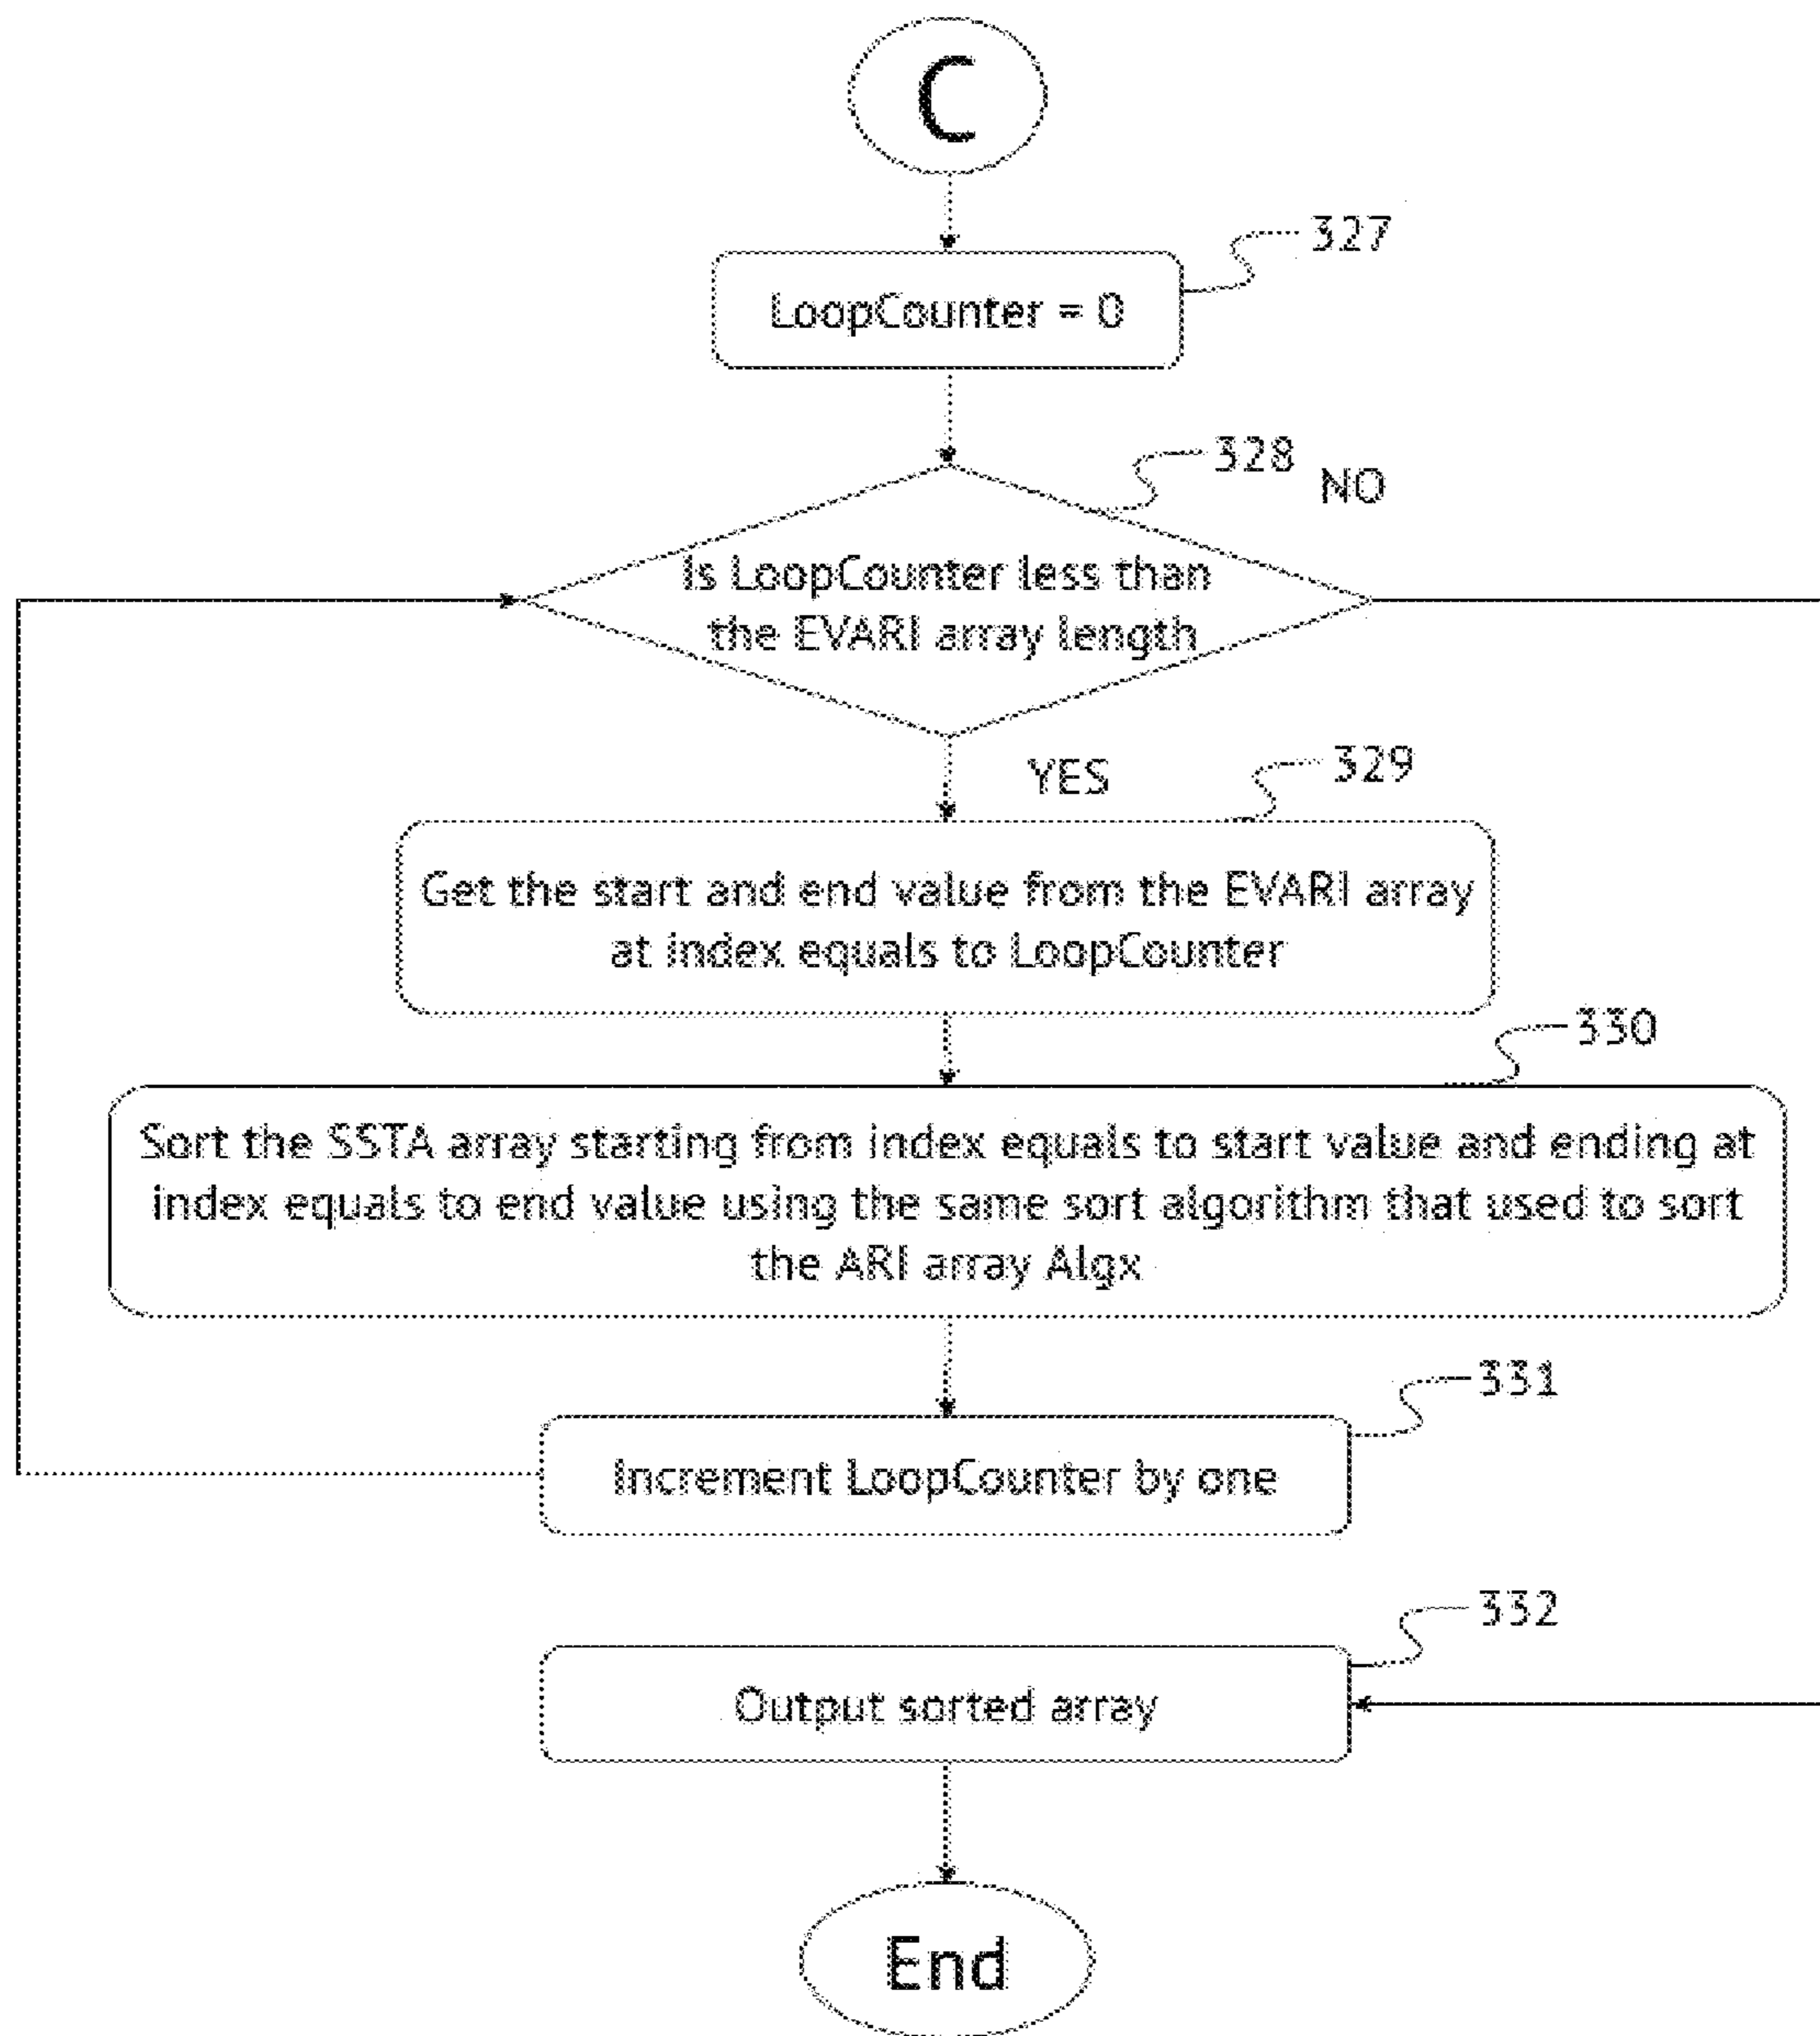 C
327
LoopCounter = 0
328
NO
Is LoopCounter less than
the EVARI array length
YES
329
Get the start and end value from the EVARI array
at index equals to LoopCounter
330
Sort the SSTA array starting from index equals to start value and ending at
index equals to end value using the same sort algorithm that used to sort
the ARI array Algx
331
Increment LoopCounter by one
332
Output sorted array
End